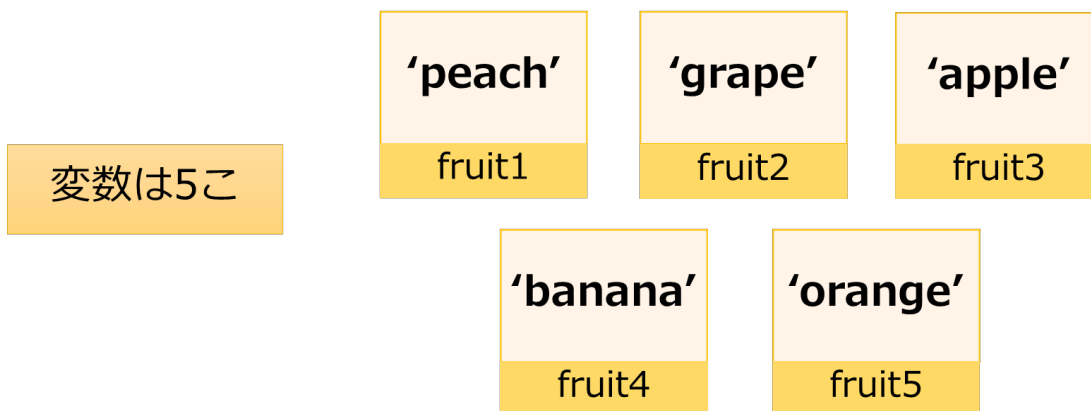 ‘peach’
‘grape’
‘apple’
fruit1
fruit2
fruit3
変数は5こ
‘banana’
‘orange’
fruit4
fruit5